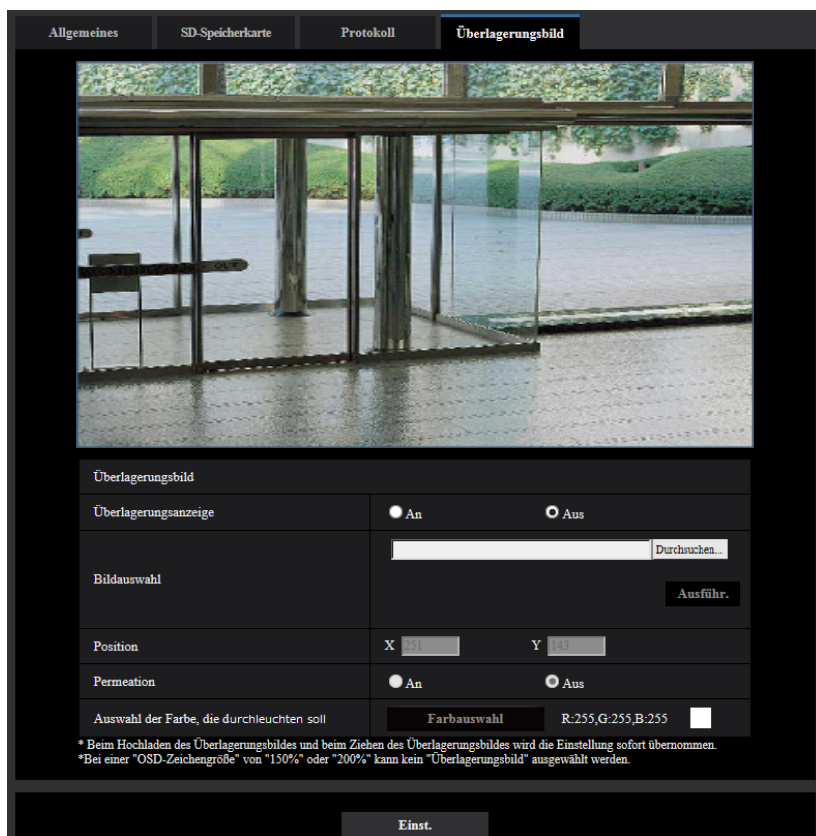 Allgemeines SD-Speicherkarte Protokoll Überlagerungsbild
Überlagerungsbild
Überlagerungsanzeige An Aus
Durchsuchen...
Bildauswahl
Ausführ.
Position X 251 Y 143
Permeation An Aus
Auswahl der Farbe, die durchleuchten soll Farbauswahl R:255,G:255,B:255
* Beim Hochladen des Überlagerungsbildes und beim Ziehen des Überlagerungsbildes wird die Einstellung sofort übernommen.
*Bei einer "OSD-Zeichengröße" von "150%" oder "200%" kann kein "Überlagerungsbild" ausgewählt werden.
Einst.